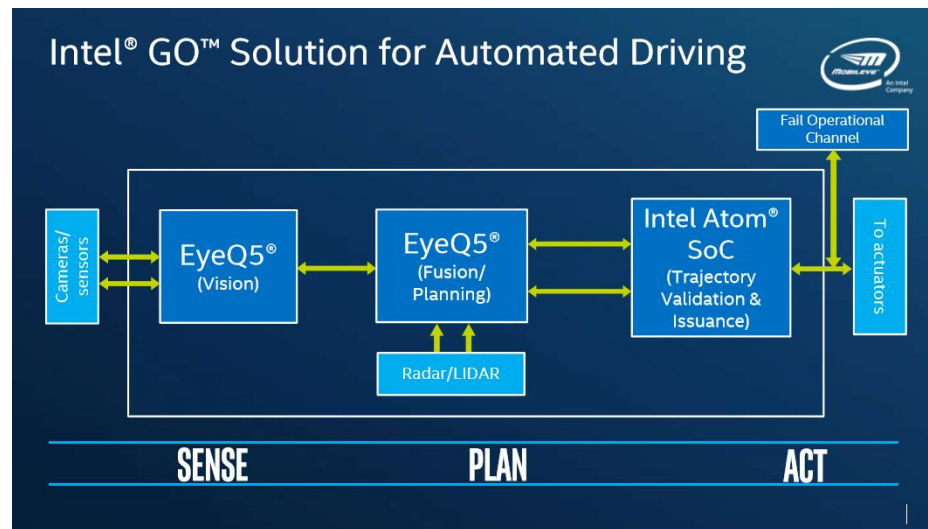 Intel® GO™ Solution for Automated Driving
MOBILEYE™
An Intel
Company
Fail Operational
Channel
Cameras/
sensors
EyeQ5®
(Vision)
EyeQ5®
(Fusion/
Planning)
Intel Atom®
SoC
(Trajectory
Validation &
Issuance)
To actuators
Radar/LIDAR
SENSE
PLAN
ACT